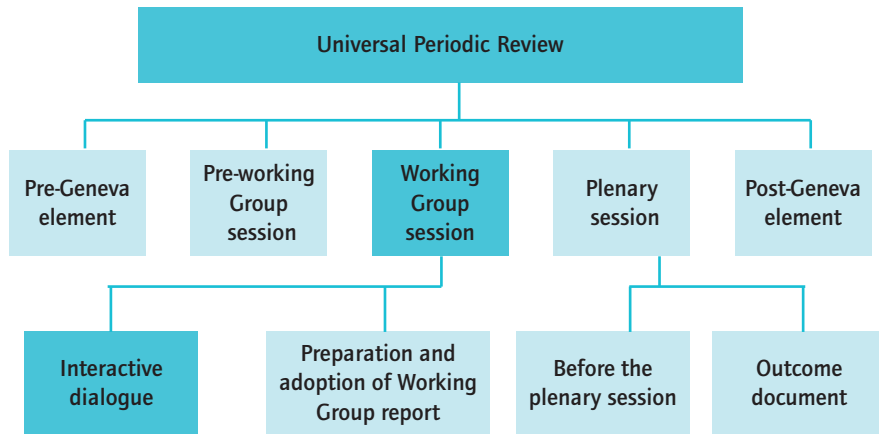 Universal Periodic Review
Pre-Geneva
element
Pre-working
Group
session
Working
Group
session
Plenary
session
Post-Geneva
element
Interactive
dialogue
Preparation and
adoption of Working
Group report
Before the
plenary session
Outcome
document